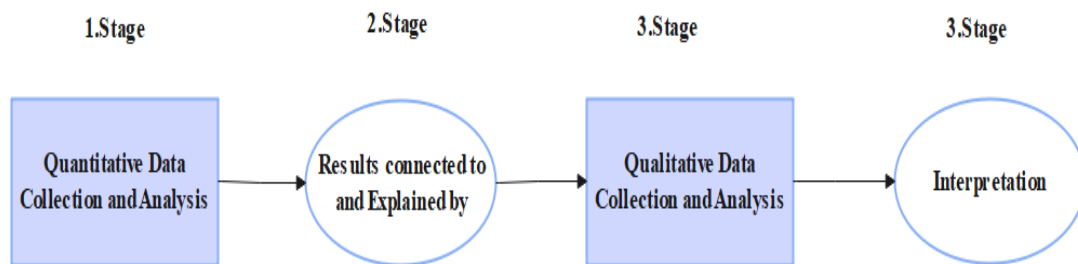 1.Stage
2.Stage
3.Stage
3.Stage
Quantitative Data
Collection and Analysis
Results connected to
and Explained by
Qualitative Data
Collection and Analysis
Interpretation